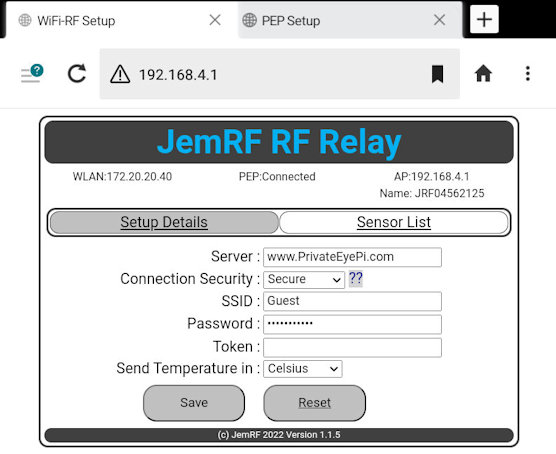 WiFi-RF Setup
PEP Setup
192.168.4.1
JemRF RF Relay
WLAN:172.20.20.40 PEP:Connected AP:192.168.4.1
Name: JRF04562125
Setup Details Sensor List
Server : www.PrivateEyePi.com
Connection Security : Secure ??
SSID : Guest
Password : •••••••••••
Token :
Send Temperature in : Celsius
Save Reset
(c) JemRF 2022 Version 1.1.5